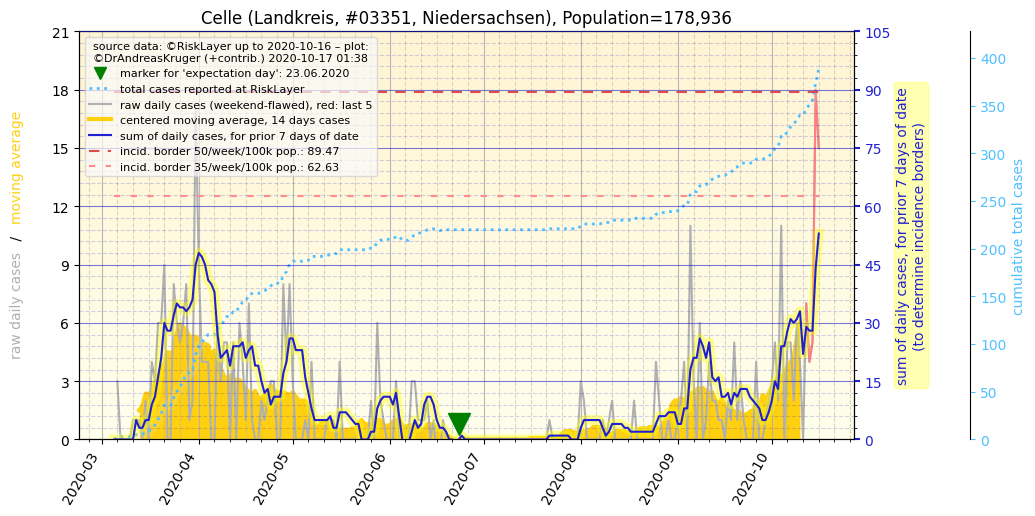 Celle (Landkreis, #03351, Niedersachsen), Population=178,936
source data: ©RiskLayer up to 2020-10-16 – plot:
©DrAndreasKruger (+contrib.) 2020-10-17 01:38
marker for 'expectation day': 23.06.2020
total cases reported at RiskLayer
raw daily cases (weekend-flawed), red: last 5
centered moving average, 14 days cases
sum of daily cases, for prior 7 days of date
incid. border 50/week/100k pop.: 89.47
incid. border 35/week/100k pop.: 62.63
raw daily cases / moving average
21
18
15
12
9
6
3
0
105
90
75
60
45
30
15
0
sum of daily cases, for prior 7 days of date
(to determine incidence borders)
400
350
300
250
200
150
100
50
0
cumulative total cases
2020-03
2020-04
2020-05
2020-06
2020-07
2020-08
2020-09
2020-10